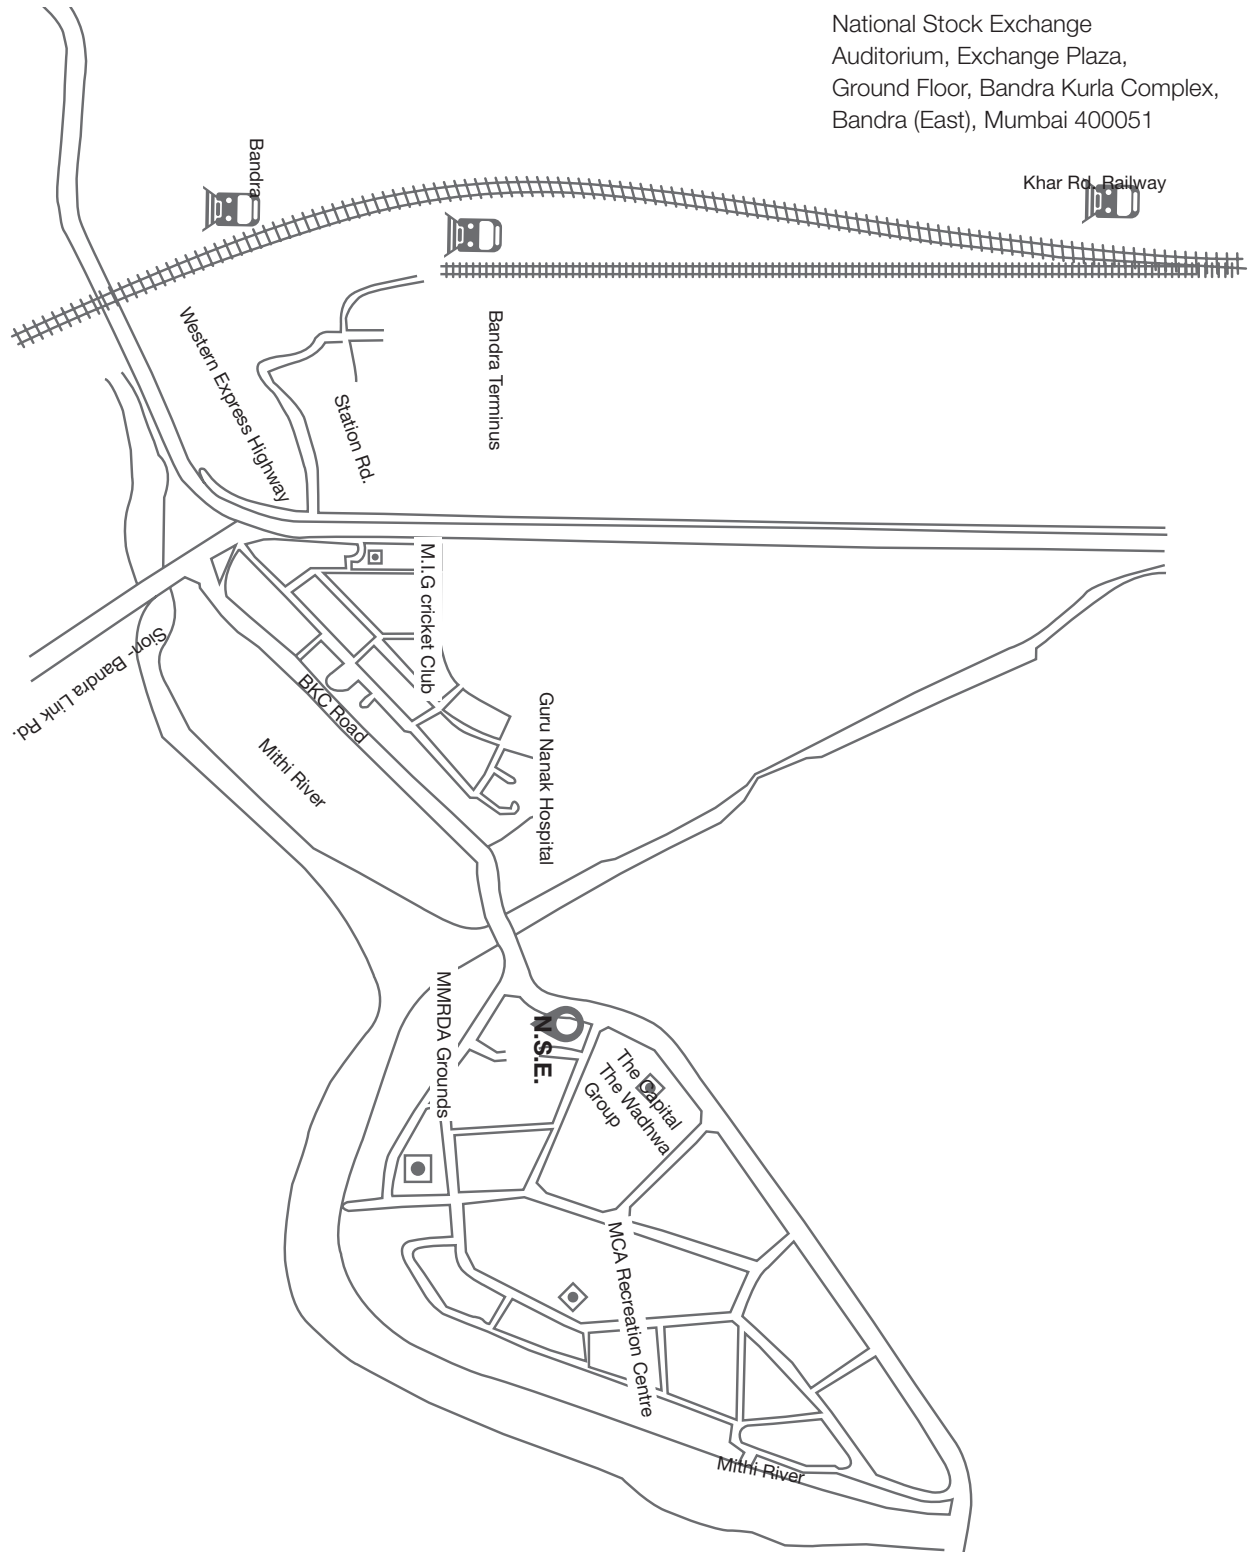 National Stock Exchange
Auditorium, Exchange Plaza,
Ground Floor, Bandra Kurla Complex,
Bandra (East), Mumbai 400051
Bandra
Khar Rd. Railway
Western Express Highway
Station Rd.
Bandra Terminus
M.I.G cricket Club
Sion- Bandra Link Rd.
BKC Road
Guru Nanak Hospital
Mithi River
MMRDA Grounds
N.S.E.
The Capital
The Wadhwa
Group
MCA Recreation Centre
Mithi River